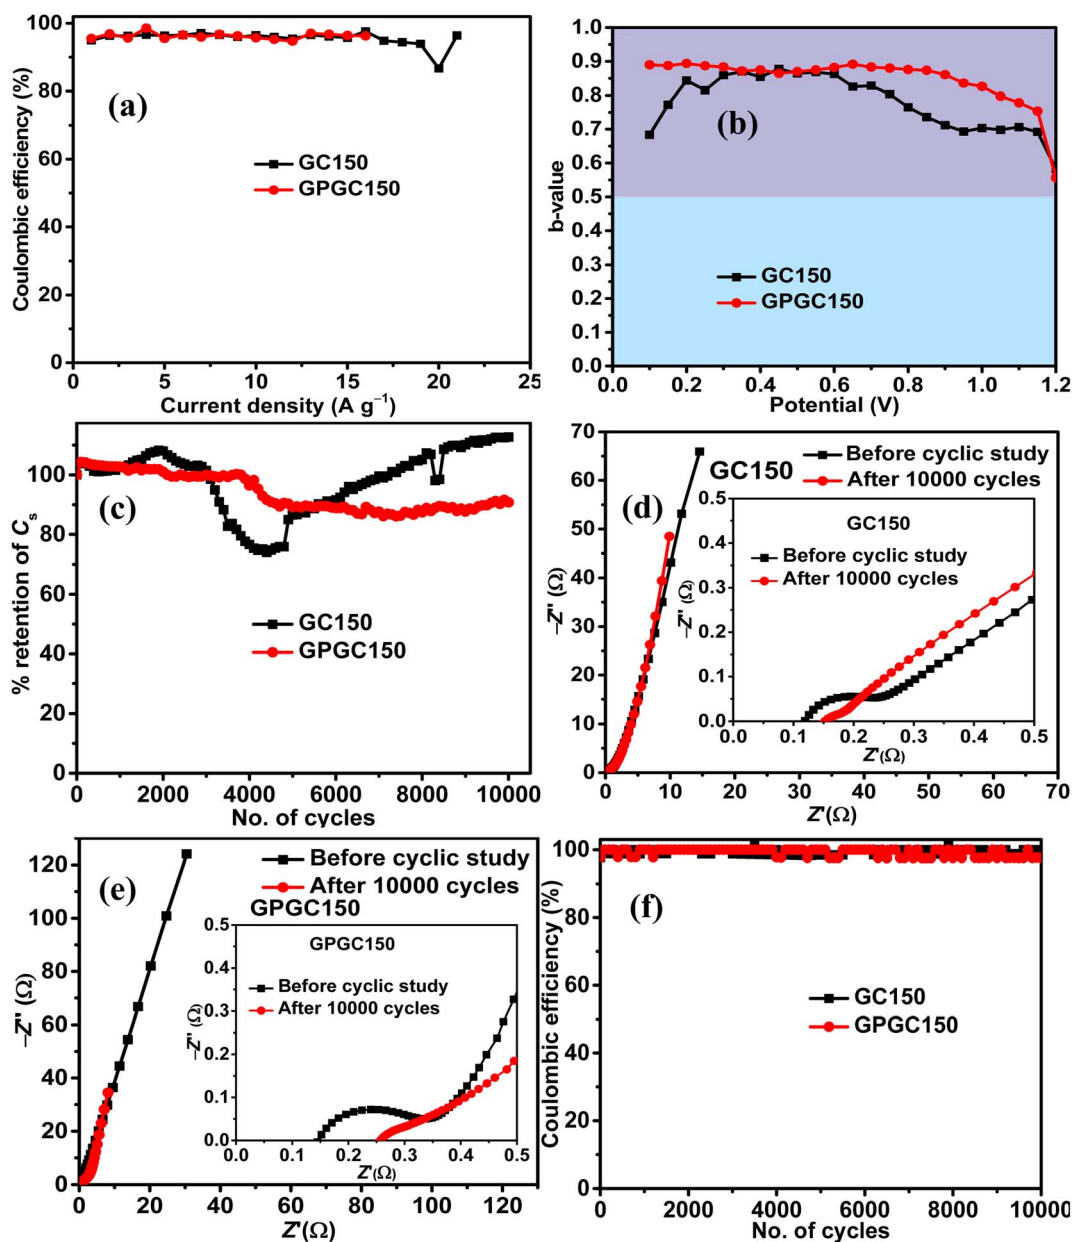 100
80
60
40
20
0
Coulombic efficiency (%)
(a)
GC150
GPGC150
0 5 10 15 20 25
Current density (A g⁻¹)
1.0
0.9
0.8
0.7
0.6
0.5
0.4
0.3
0.2
0.1
0.0
b-value
(b)
GC150
GPGC150
0.0 0.2 0.4 0.6 0.8 1.0 1.2
Potential (V)
100
80
60
40
20
0
% retention of Cs
(c)
GC150
GPGC150
0 2000 4000 6000 8000 10000
No. of cycles
70
60
50
40
30
20
10
0
−Z" (Ω)
GC150
Before cyclic study
After 10000 cycles
(d)
0.5
0.4
0.3
0.2
0.1
0.0
−Z" (Ω)
GC150
Before cyclic study
After 10000 cycles
0.0 0.1 0.2 0.3 0.4 0.5
Z'(Ω)
0 10 20 30 40 50 60 70
Z'(Ω)
120
100
80
60
40
20
0
−Z" (Ω)
(e)
Before cyclic study
After 10000 cycles
GPGC150
0.5
0.4
0.3
0.2
0.1
0.0
−Z" (Ω)
GPGC150
Before cyclic study
After 10000 cycles
0.0 0.1 0.2 0.3 0.4 0.5
Z'(Ω)
0 20 40 60 80 100 120
Z'(Ω)
100
80
60
40
20
0
Coulombic efficiency (%)
(f)
GC150
GPGC150
0 2000 4000 6000 8000 10000
No. of cycles